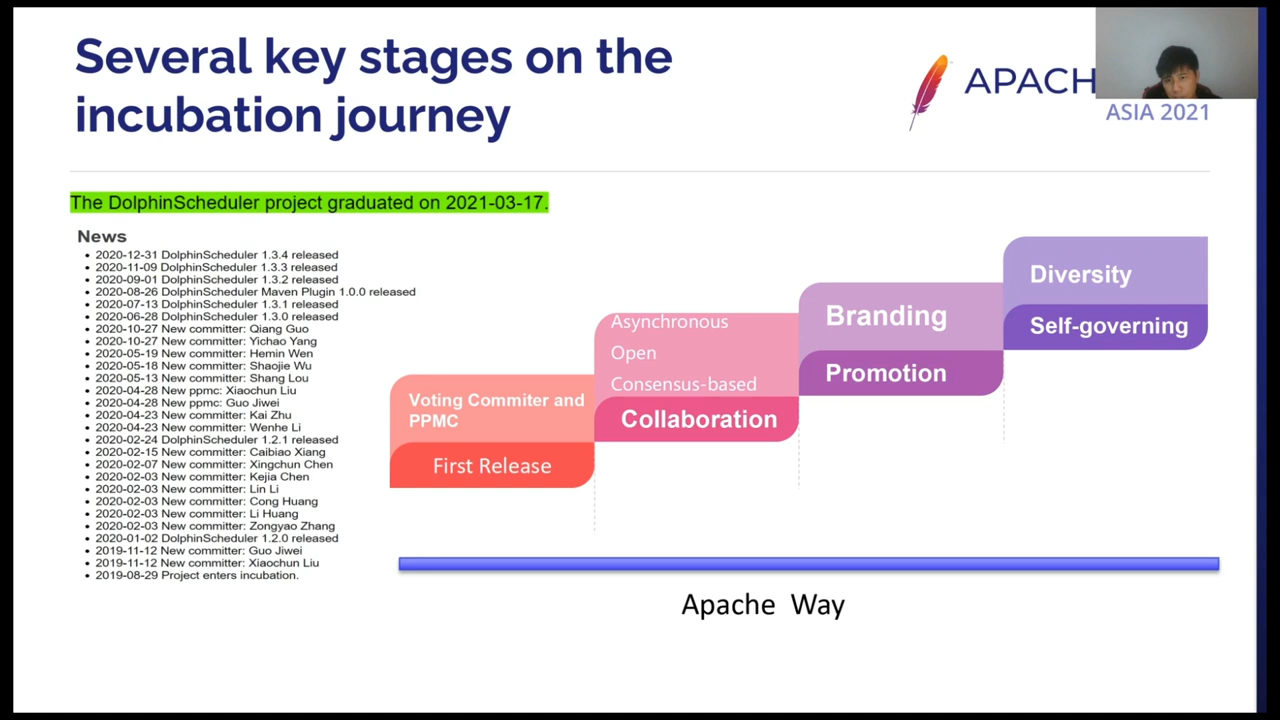 Several key stages on the
incubation journey
APACH
ASIA 2021
The DolphinScheduler project graduated on 2021-03-17.
News
• 2020-12-31 DolphinScheduler 1.3.4 released
• 2020-11-09 DolphinScheduler 1.3.3 released
• 2020-09-01 DolphinScheduler 1.3.2 released
• 2020-08-26 DolphinScheduler Maven Plugin 1.0.0 released
• 2020-07-13 DolphinScheduler 1.3.1 released
• 2020-06-28 DolphinScheduler 1.3.0 released
• 2020-10-27 New committer: Qiang Guo
• 2020-10-27 New committer: Yichao Yang
• 2020-05-19 New committer: Hemin Wen
• 2020-05-18 New committer: Shaojie Wu
• 2020-05-13 New committer: Shang Lou
• 2020-04-28 New ppmc: Xiaochun Liu
• 2020-04-28 New ppmc: Guo Jiwei
• 2020-04-23 New committer: Kai Zhu
• 2020-04-23 New committer: Wenhe Li
• 2020-02-24 DolphinScheduler 1.2.1 released
• 2020-02-15 New committer: Caibiao Xiang
• 2020-02-07 New committer: Xingchun Chen
• 2020-02-03 New committer: Kejia Chen
• 2020-02-03 New committer: Lin Li
• 2020-02-03 New committer: Cong Huang
• 2020-02-03 New committer: Li Huang
• 2020-02-03 New committer: Zongyao Zhang
• 2020-01-02 DolphinScheduler 1.2.0 released
• 2019-11-12 New committer: Guo Jiwei
• 2019-11-12 New committer: Xiaochun Liu
• 2019-08-29 Project enters incubation.
Voting Commiter and
PPMC
First Release
Asynchronous
Open
Consensus-based
Collaboration
Branding
Promotion
Diversity
Self-governing
Apache Way